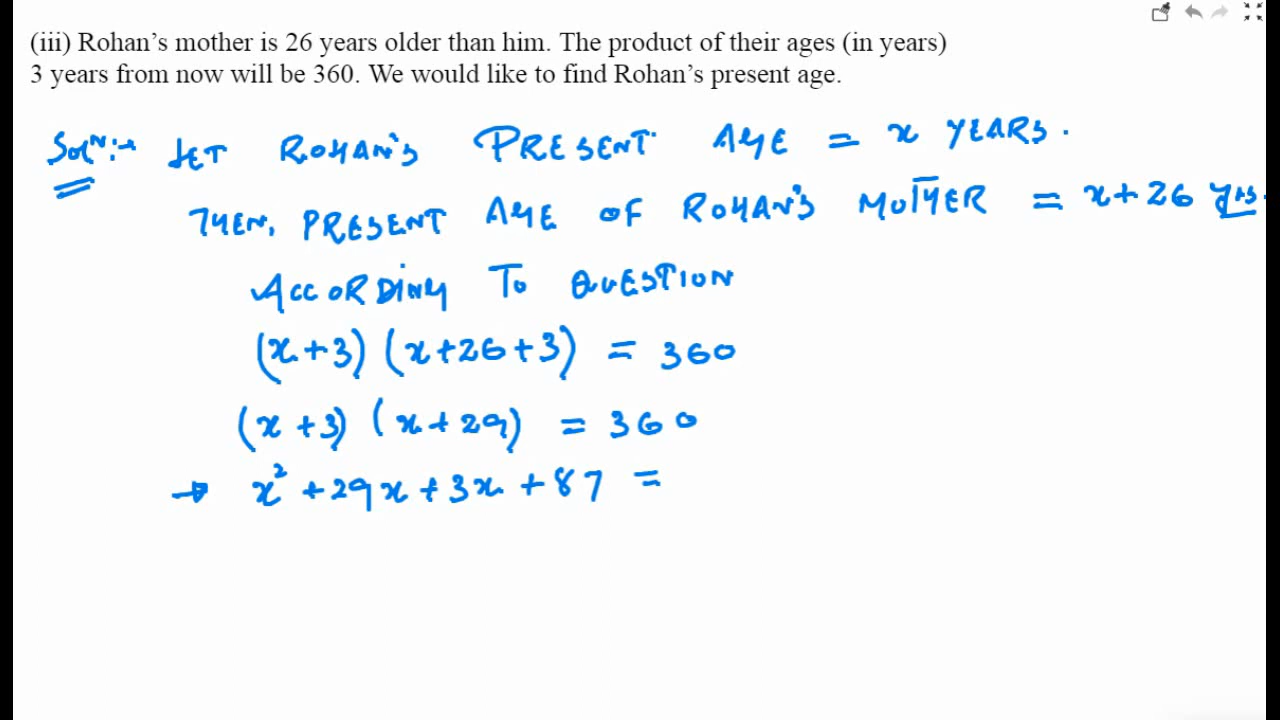 (iii) Rohan’s mother is 26 years older than him. The product of their ages (in years)
3 years from now will be 360. We would like to find Rohan’s present age.
Solⁿ:→ LET ROHAN'S PRESENT AGE = x YEARS.
THEN, PRESENT AGE OF ROHAN'S MOTHER = x+26 yrs.
ACCORDING TO QUESTION
(x+3) (x+26+3) = 360
(x+3) (x+29) = 360
→ x² +29x+3x+87 =